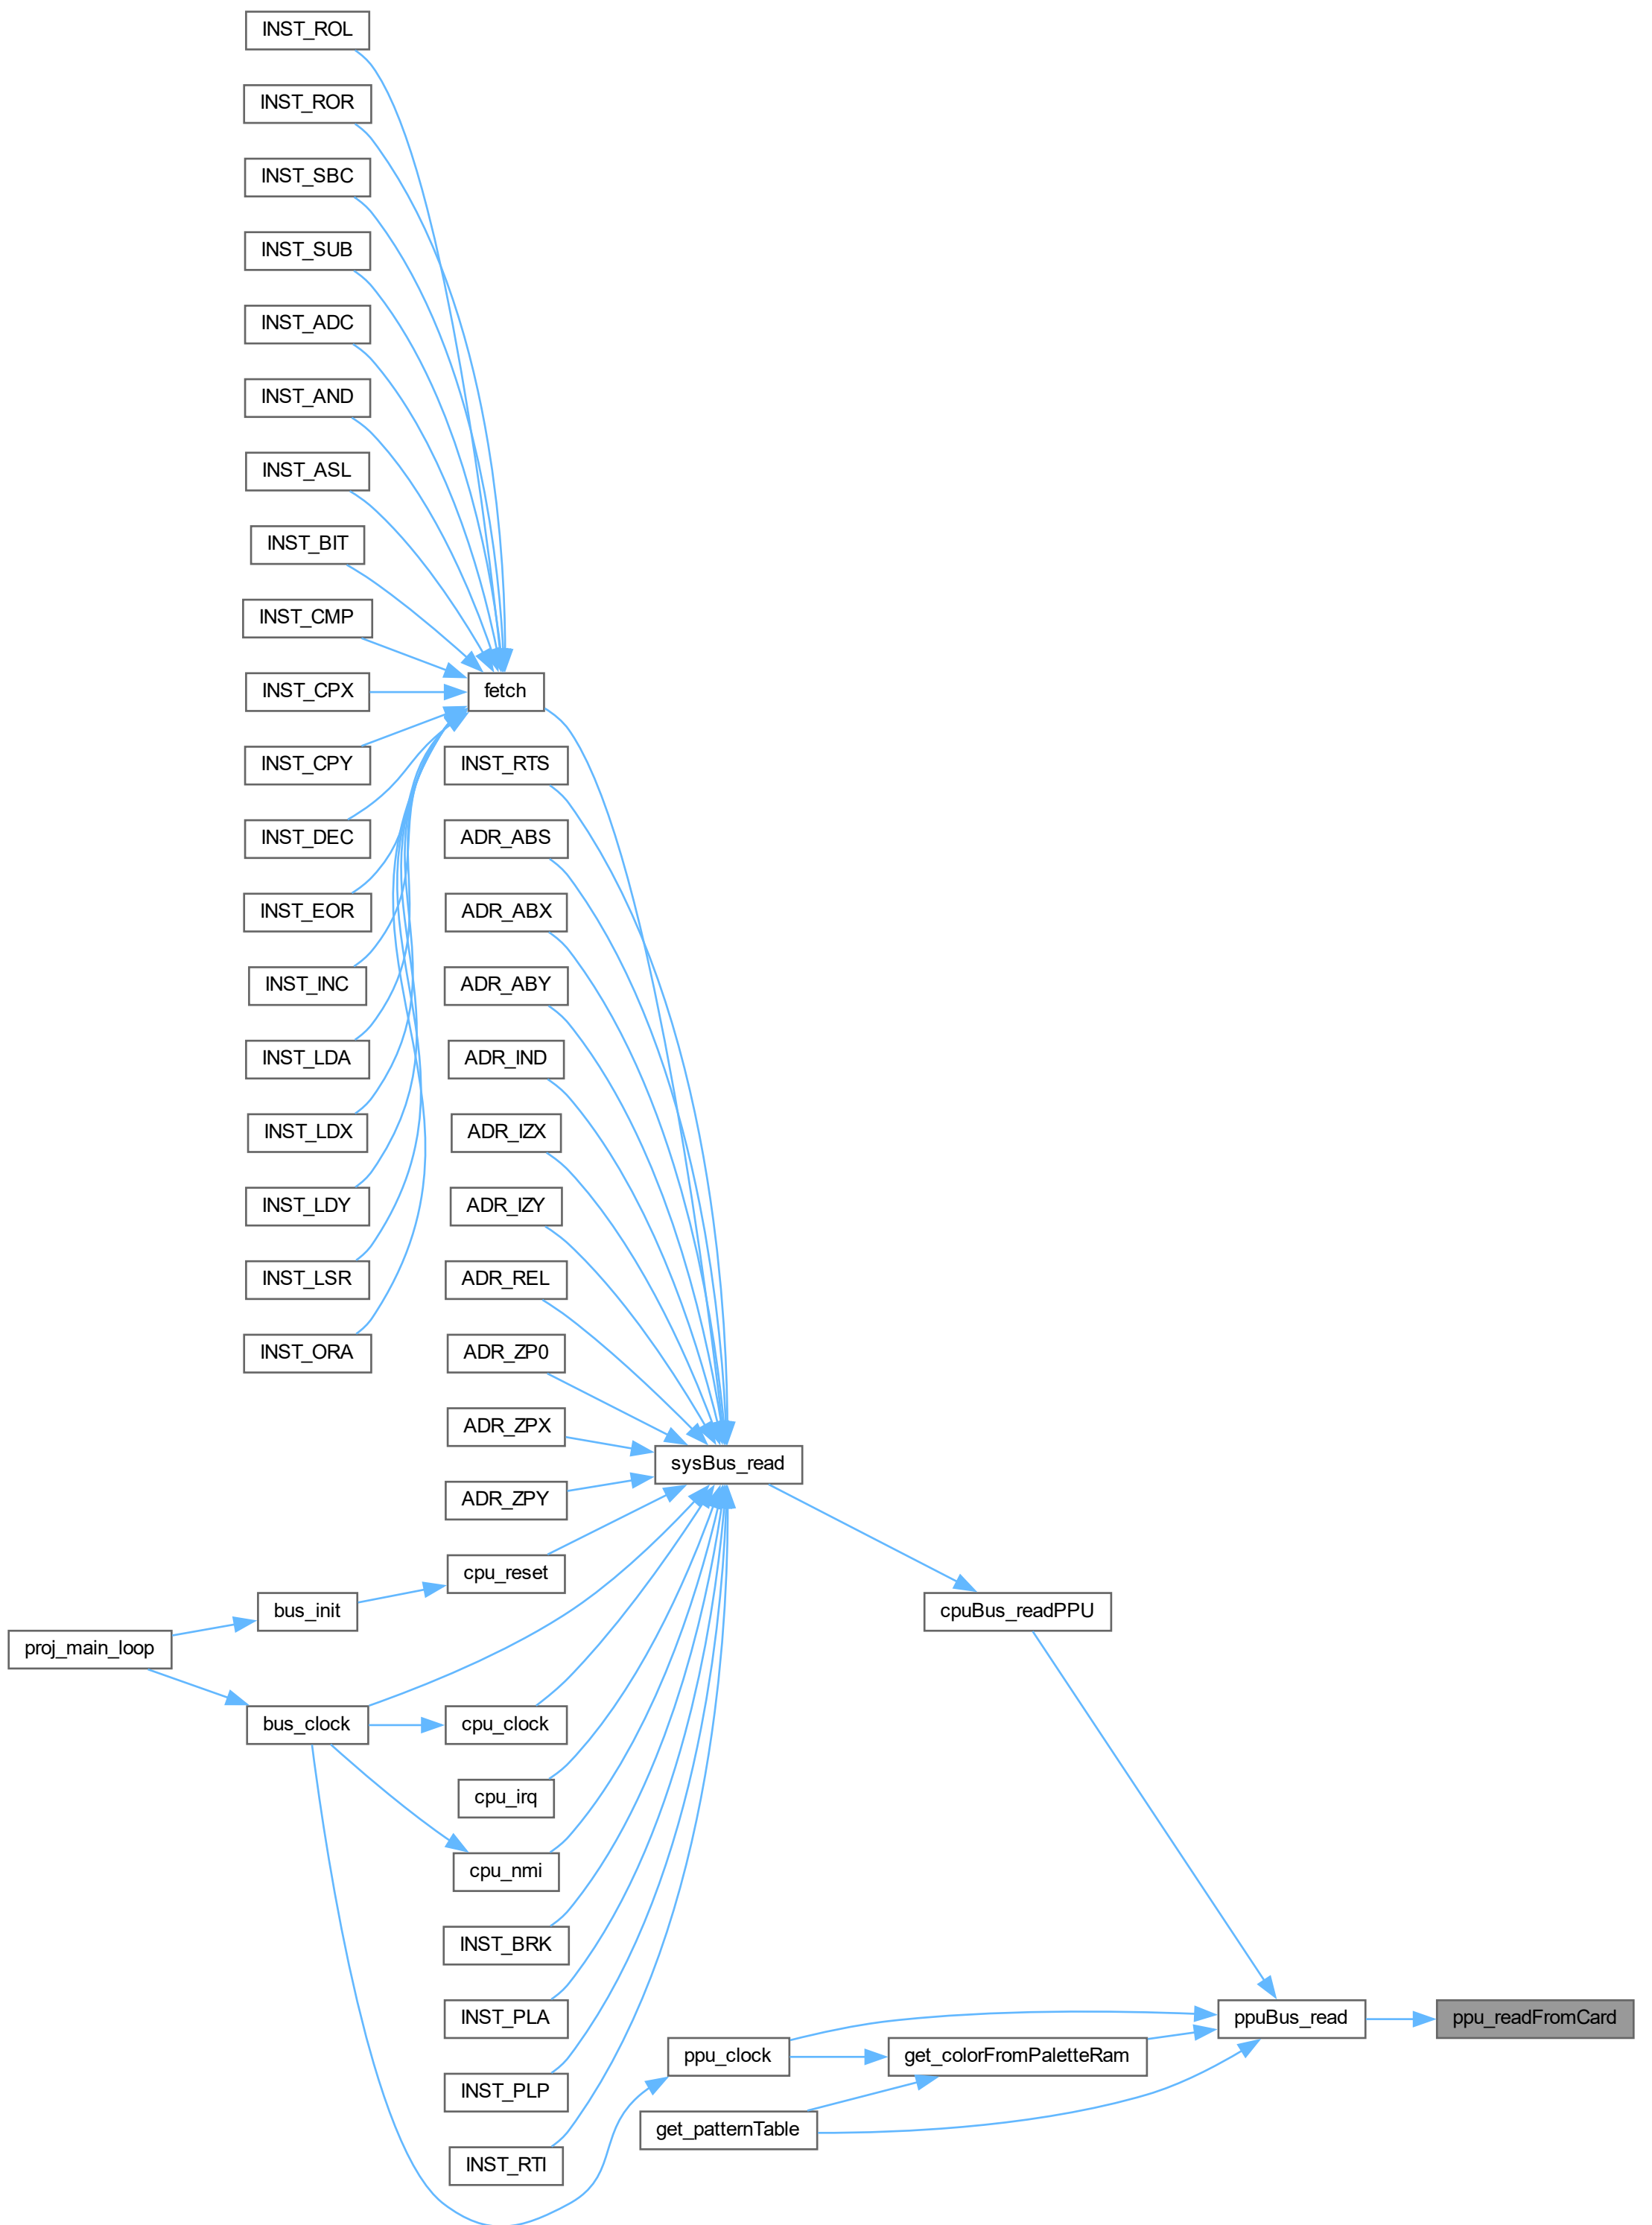 INST_ROL
INST_ROR
INST_SBC
INST_SUB
INST_ADC
INST_AND
INST_ASL
INST_BIT
INST_CMP
INST_CPX
fetch
INST_CPY
INST_RTS
INST_DEC
ADR_ABS
INST_EOR
ADR_ABX
INST_INC
ADR_ABY
INST_LDA
ADR_IND
INST_LDX
ADR_IZX
INST_LDY
ADR_IZY
INST_LSR
ADR_REL
INST_ORA
ADR_ZP0
ADR_ZPX
sysBus_read
ADR_ZPY
cpu_reset
bus_init
cpuBus_readPPU
proj_main_loop
bus_clock
cpu_clock
cpu_irq
cpu_nmi
INST_BRK
INST_PLA
ppuBus_read
ppu_readFromCard
ppu_clock
get_colorFromPaletteRam
INST_PLP
get_patternTable
INST_RTI